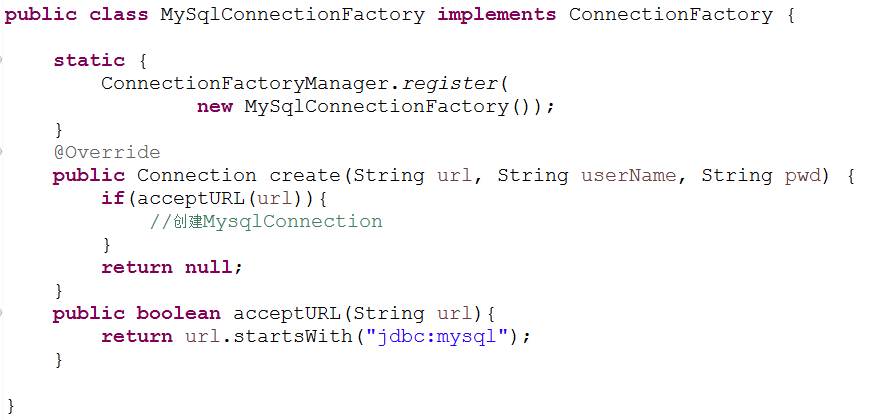 public class MySqlConnectionFactory implements ConnectionFactory {
static {
ConnectionFactoryManager.register(
new MySqlConnectionFactory());
}
@Override
public Connection create(String url, String userName, String pwd) {
if(acceptURL(url)){
//创建MysqlConnection
}
return null;
}
public boolean acceptURL(String url){
return url.startsWith("jdbc:mysql");
}
}